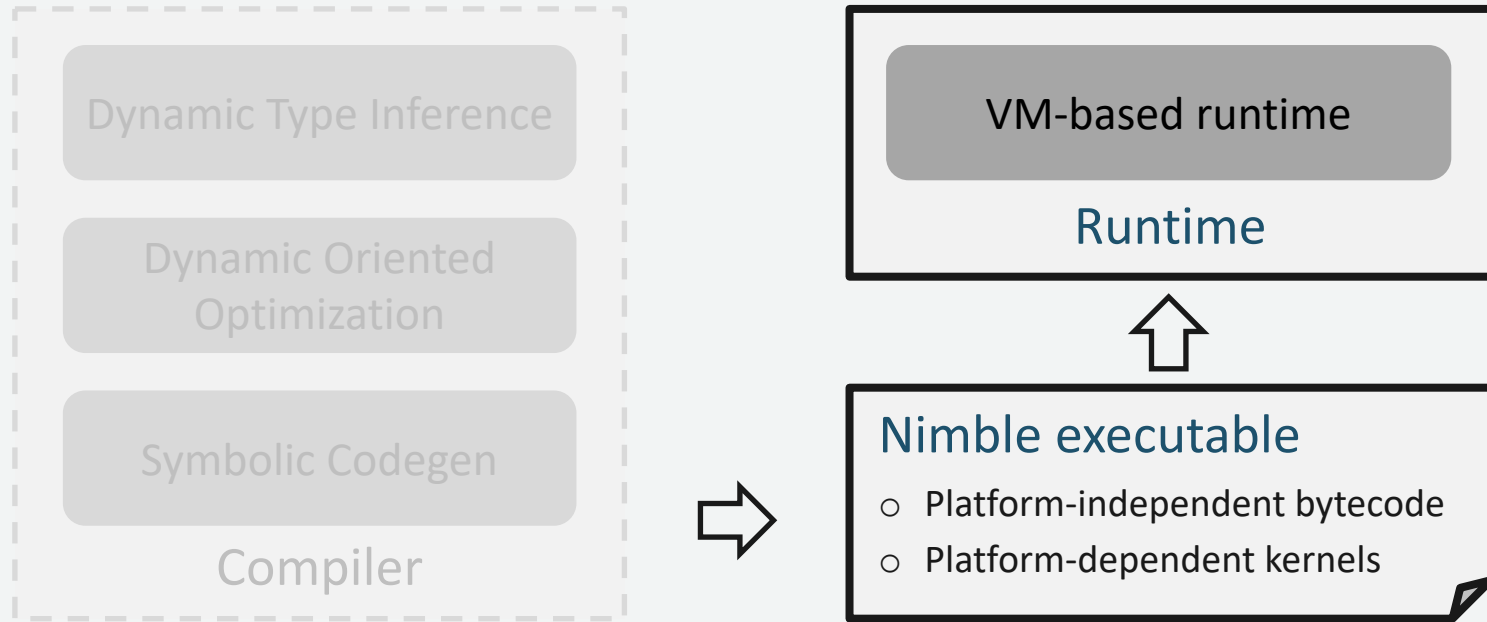 Dynamic Type Inference
Dynamic Oriented
Optimization
Symbolic Codegen
Compiler
VM-based runtime
Runtime
Nimble executable
○ Platform-independent bytecode
○ Platform-dependent kernels